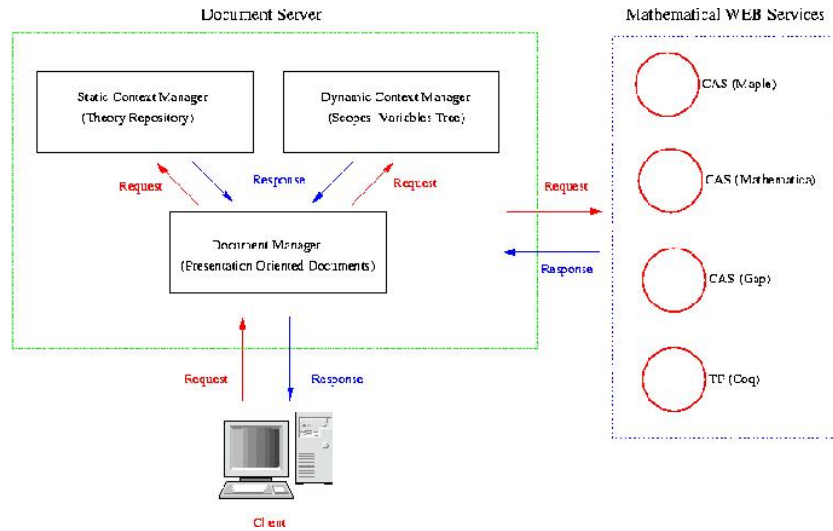 Document Server
Mathematical WEB Services
Static Context Manager
(Theory Repository)
Dynamic Context Manager
(Scopes Variables Tree)
CAS (Maple)
Request
Response
Request
Request
CAS (Mathematica)
Document Manager
(Presentation Oriented Documents)
Response
CAS (Gap)
Request
Response
(Coq)
Client